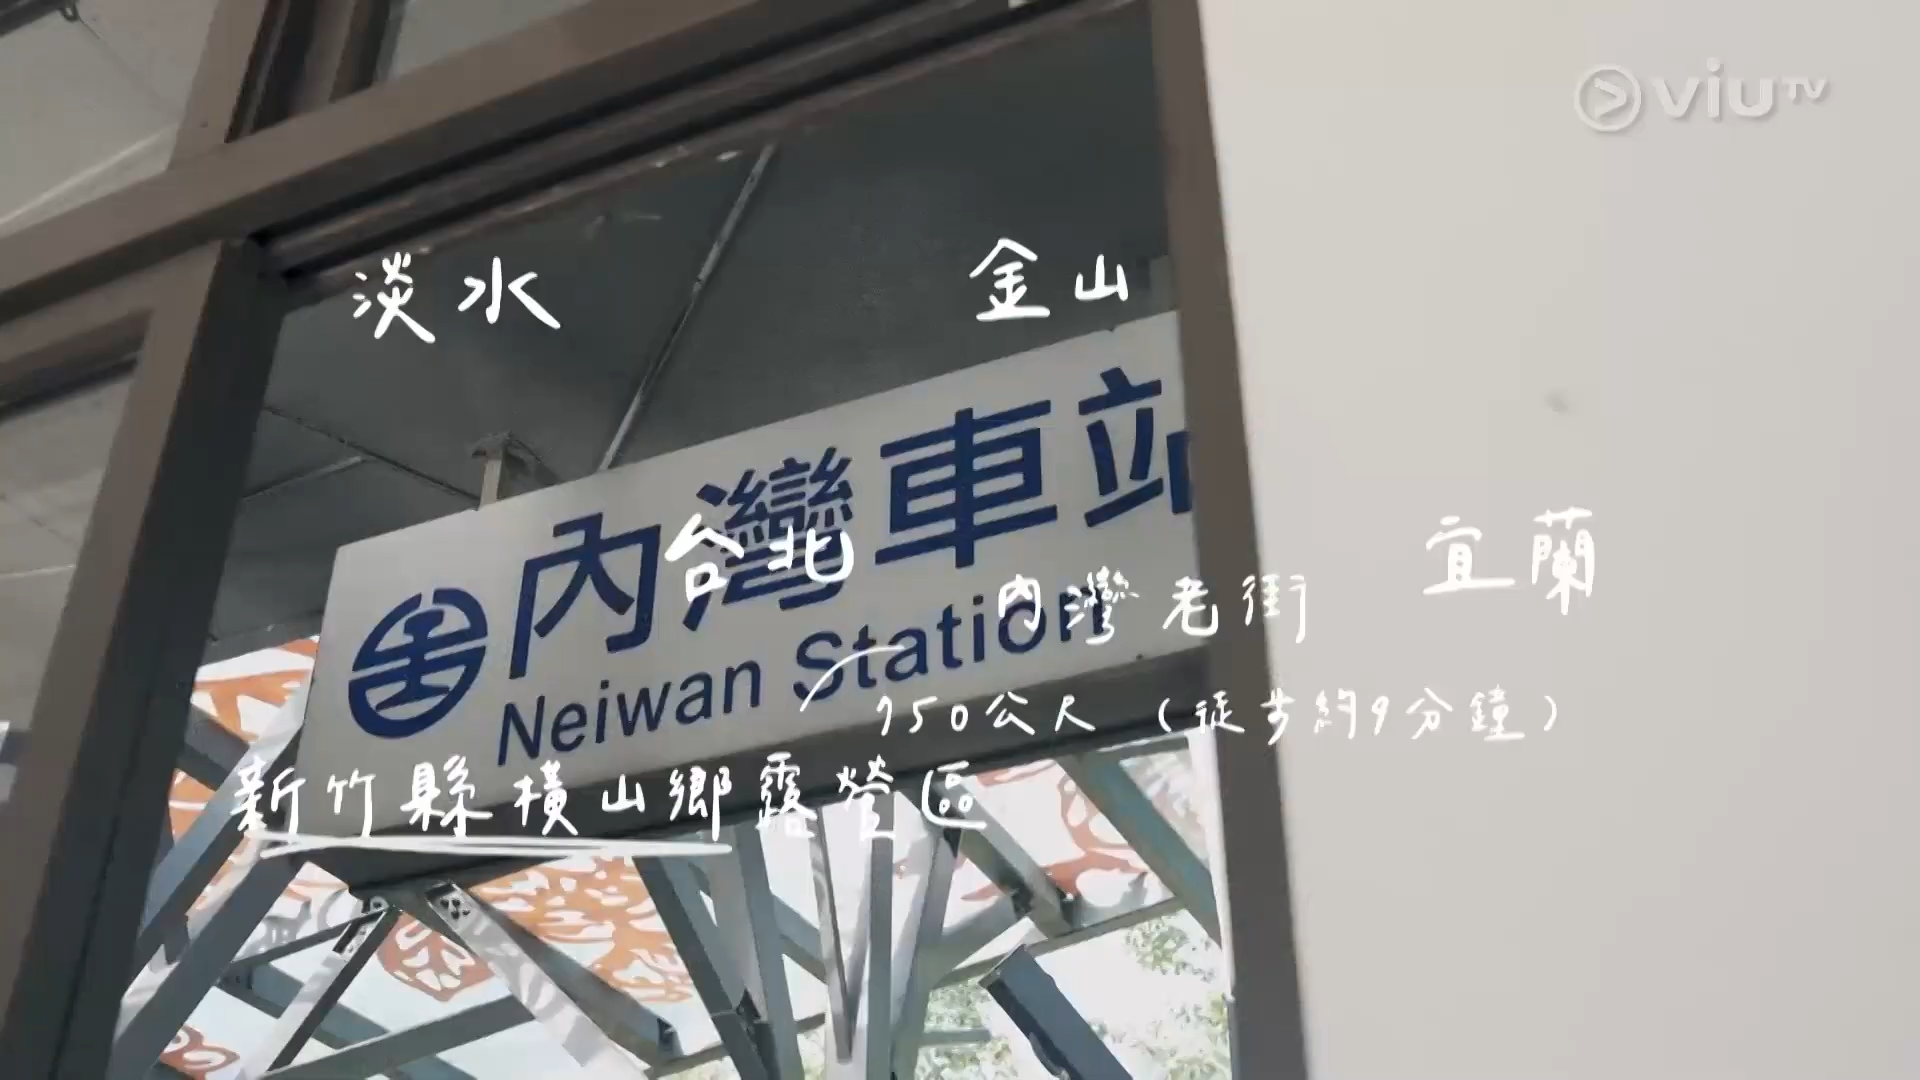 viuTV
淡水
金山
內灣車站
Neiwan Station
台北
宜蘭
內灣老街
750公尺（徒步約9分鐘）
新竹縣橫山鄉露營區